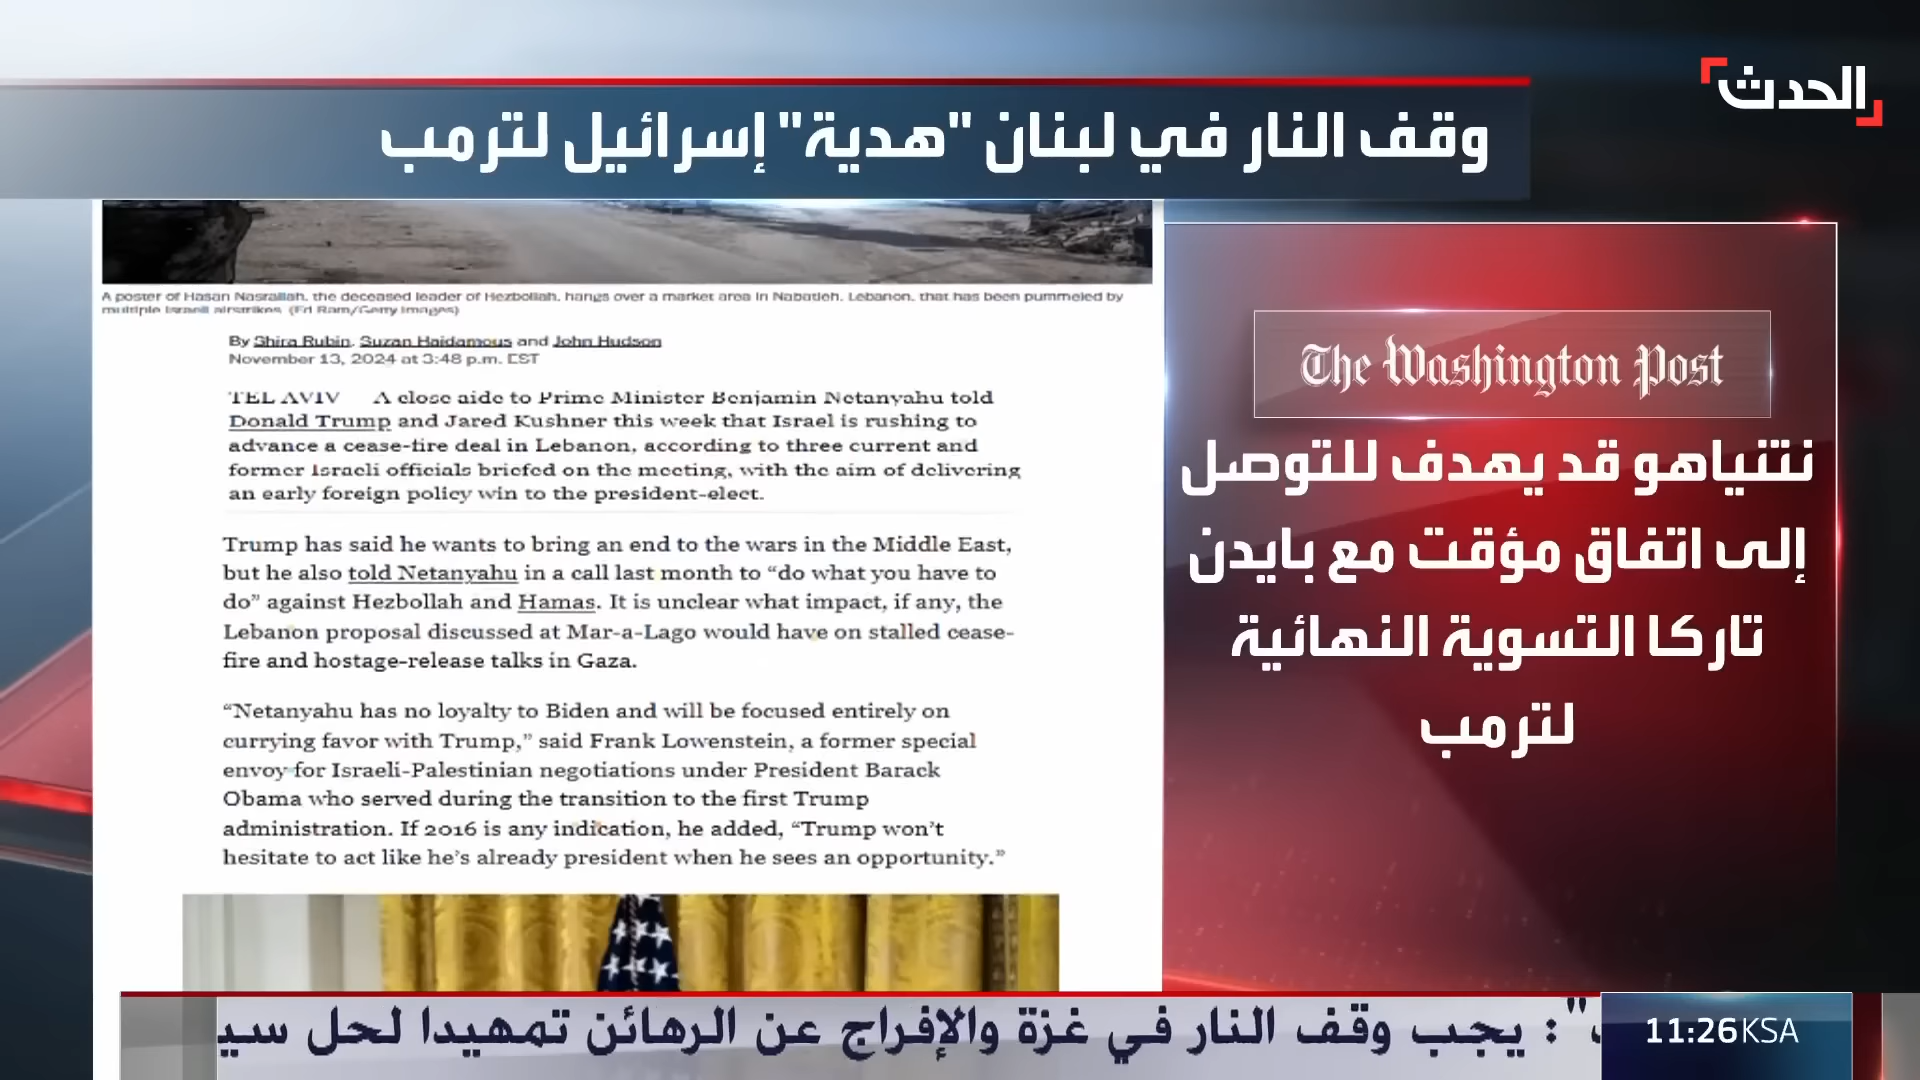 الحدث
وقف النار في لبنان "هدية" إسرائيل لترمب
A poster of Hasan Nasrallah, the deceased leader of Hezbollah, hangs over a market area in Nabatieh, Lebanon, that has been pummeled by
multiple Israeli airstrikes. (Ed Ram/Getty Images)
By Shira Rubin, Suzan Haidamous and John Hudson
November 13, 2024 at 3:48 p.m. EST
TEL AVIV A close aide to Prime Minister Benjamin Netanyahu told
Donald Trump and Jared Kushner this week that Israel is rushing to
advance a cease-fire deal in Lebanon, according to three current and
former Israeli officials briefed on the meeting, with the aim of delivering
an early foreign policy win to the president-elect.
Trump has said he wants to bring an end to the wars in the Middle East,
but he also told Netanyahu in a call last month to “do what you have to
do” against Hezbollah and Hamas. It is unclear what impact, if any, the
Lebanon proposal discussed at Mar-a-Lago would have on stalled cease-
fire and hostage-release talks in Gaza.
“Netanyahu has no loyalty to Biden and will be focused entirely on
currying favor with Trump,” said Frank Lowenstein, a former special
envoy for Israeli-Palestinian negotiations under President Barack
Obama who served during the transition to the first Trump
administration. If 2016 is any indication, he added, “Trump won’t
hesitate to act like he’s already president when he sees an opportunity.”
The Washington Post
نتنياهو قد يهدف للتوصل
إلى اتفاق مؤقت مع بايدن
تاركا التسوية النهائية
لترمب
": يجب وقف النار في غزة والإفراج عن الرهائن تمهيدا لحل سي
11:26 KSA